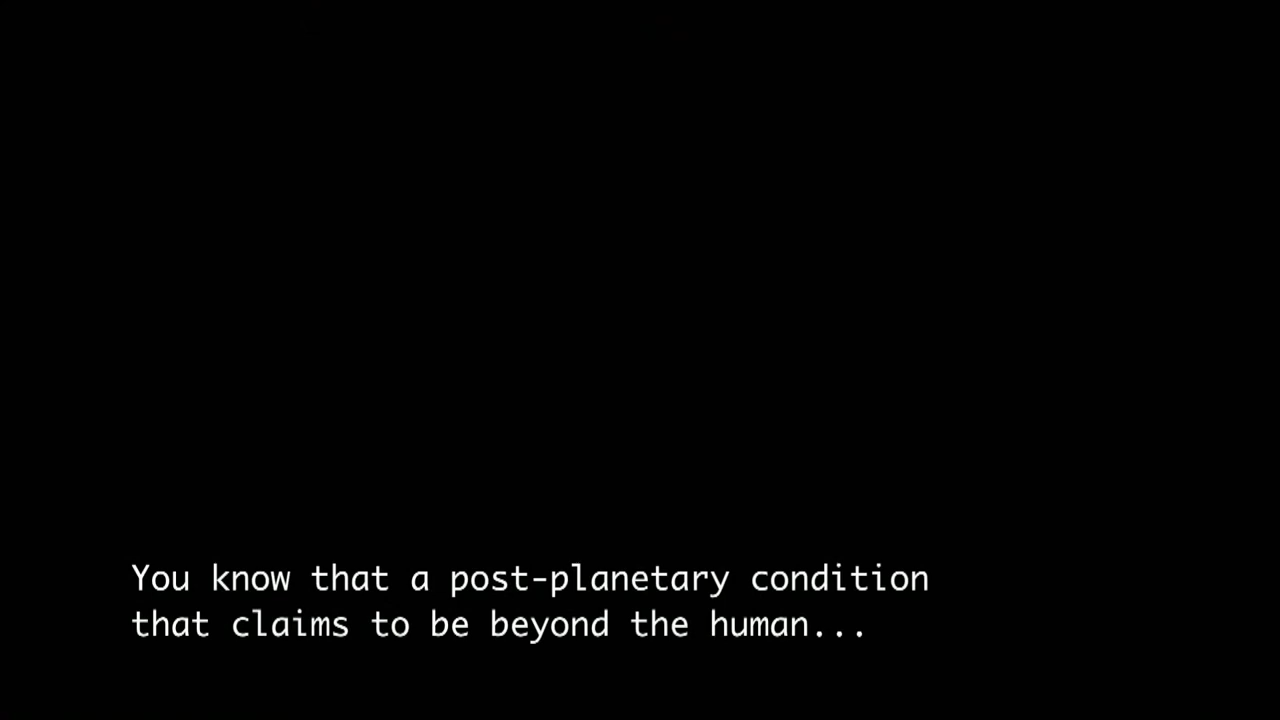 You know that a post-planetary condition
that claims to be beyond the human...